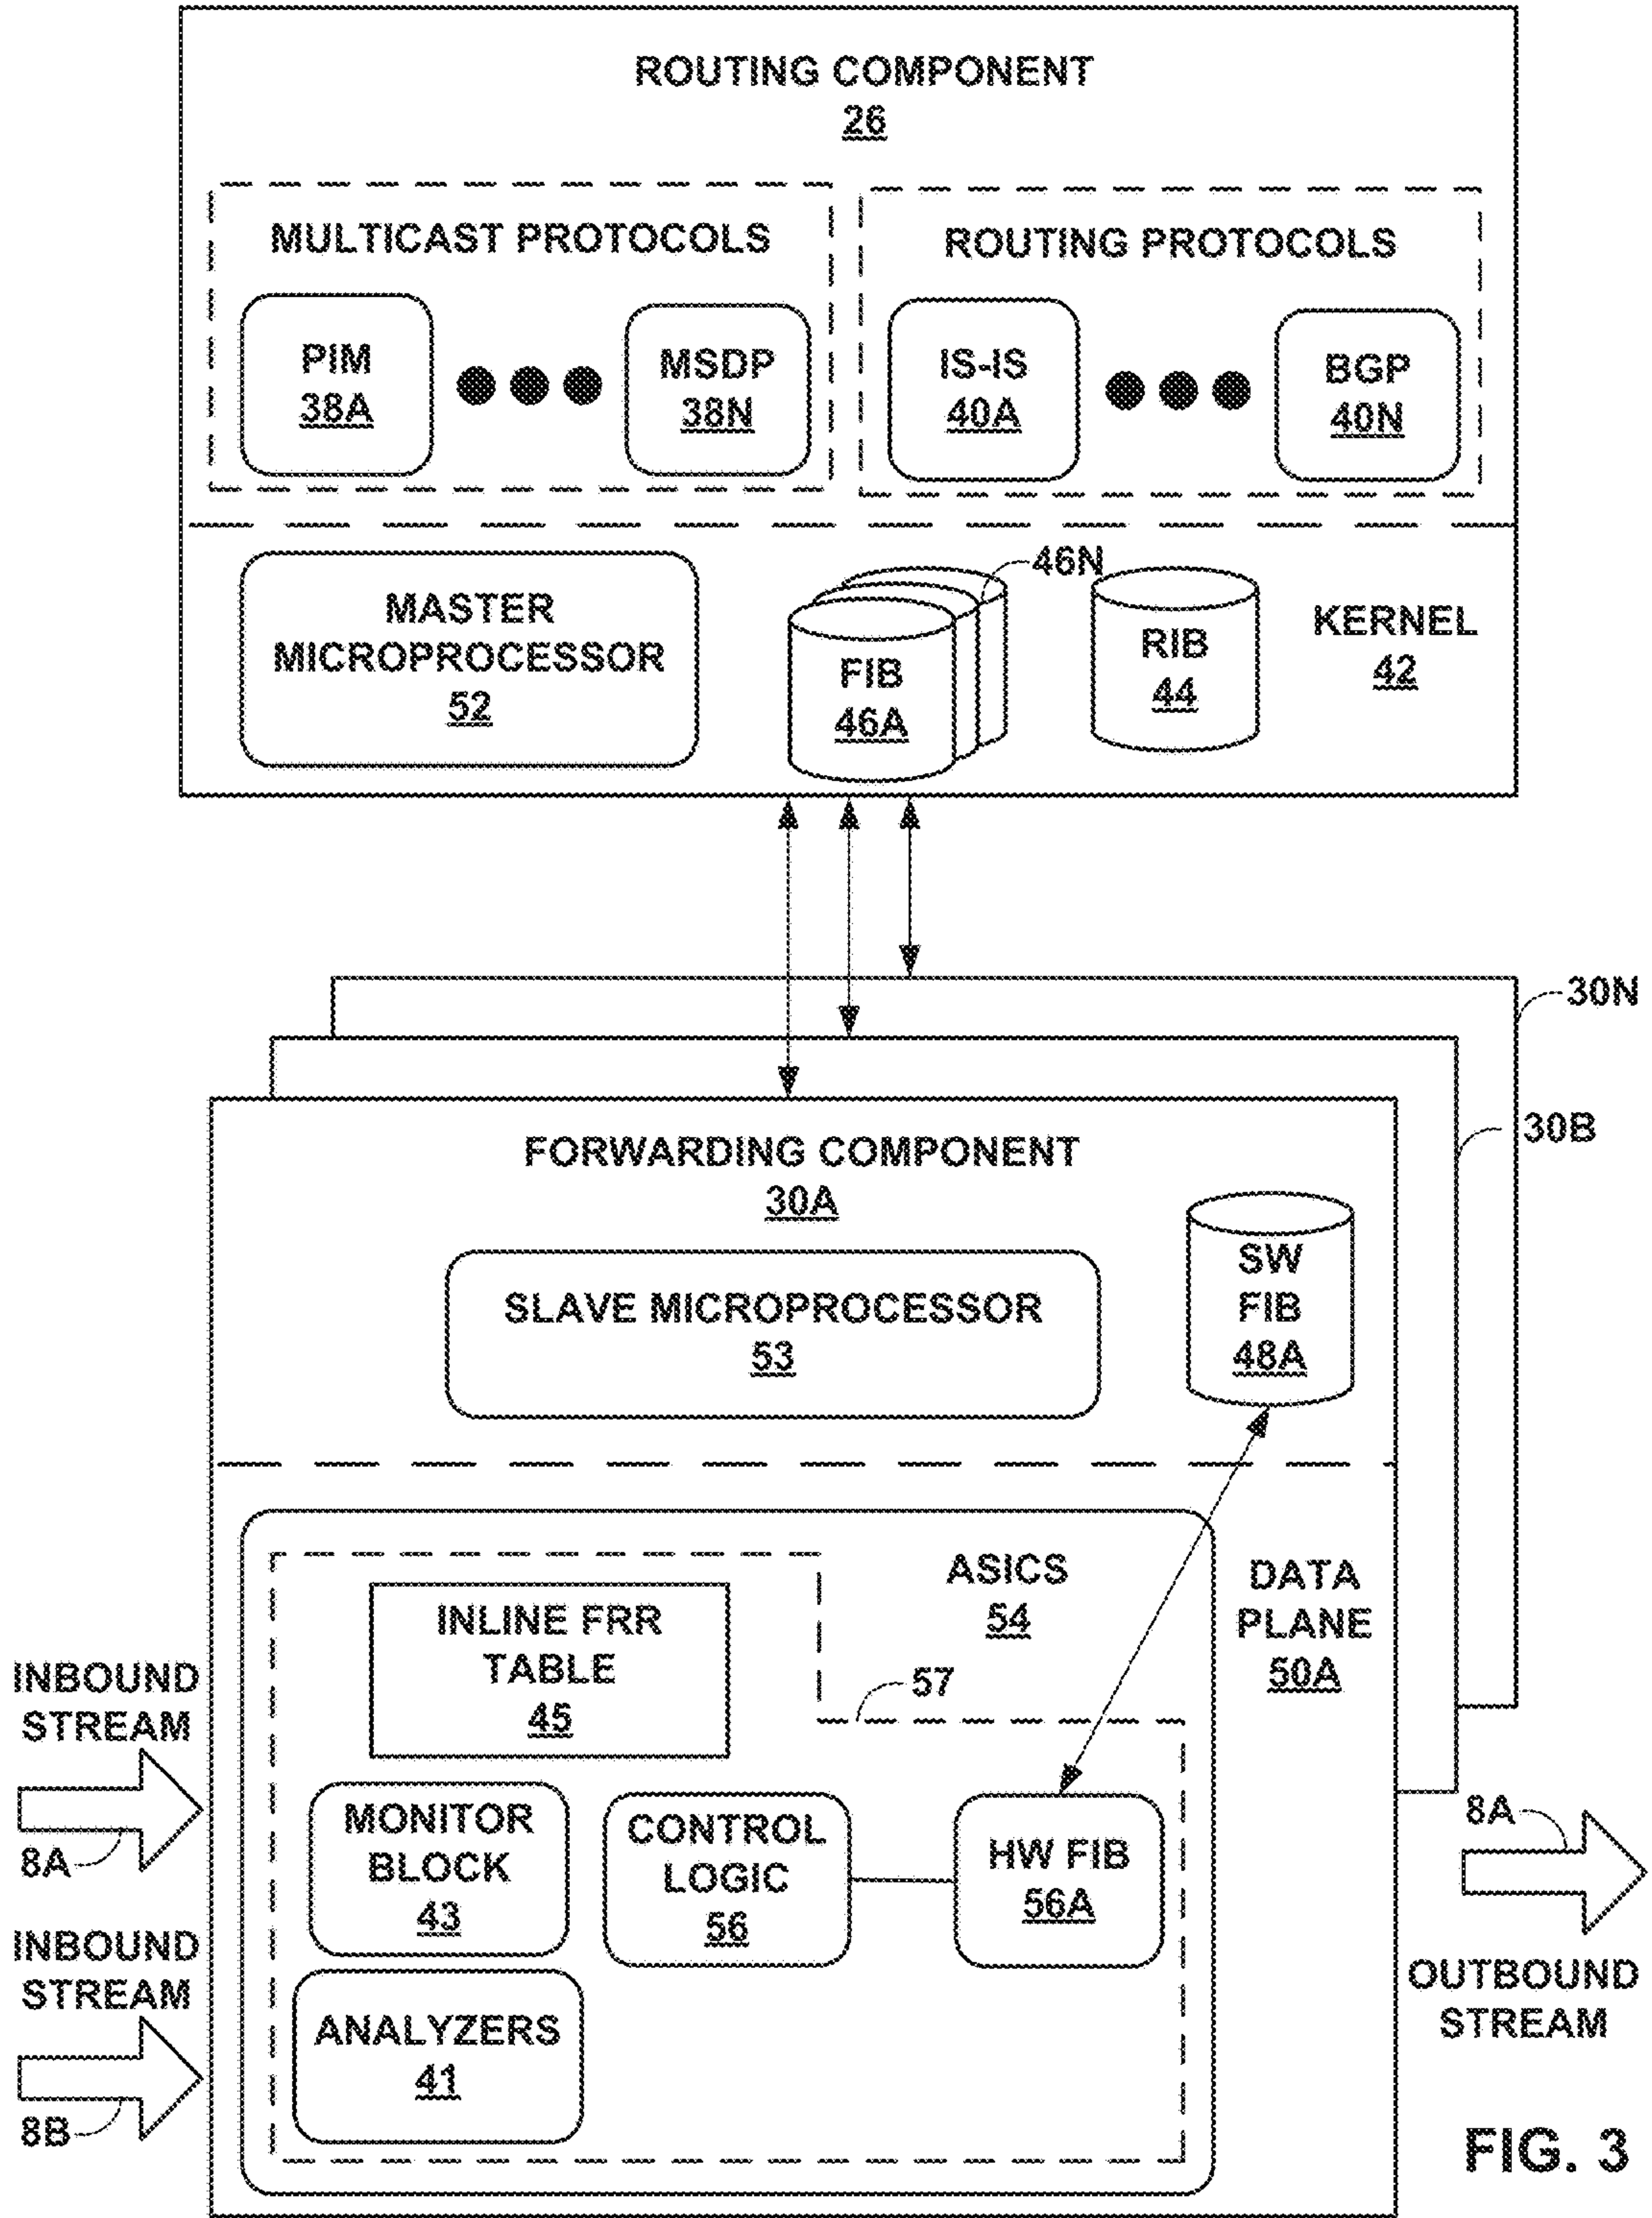 ROUTING COMPONENT
26
MULTICAST PROTOCOLS
ROUTING PROTOCOLS
PIM
38A
MSDP
38N
IS-IS
40A
BGP
40N
MASTER
MICROPROCESSOR
52
46N
FIB
46A
RIB
44
KERNEL
42
30N
30B
FORWARDING COMPONENT
30A
SLAVE MICROPROCESSOR
53
SW
FIB
48A
ASICS
54
DATA
PLANE
50A
INLINE FRR
TABLE
45
57
INBOUND
STREAM
8A
MONITOR
BLOCK
43
CONTROL
LOGIC
56
HW FIB
56A
8A
OUTBOUND
STREAM
INBOUND
STREAM
8B
ANALYZERS
41
FIG. 3